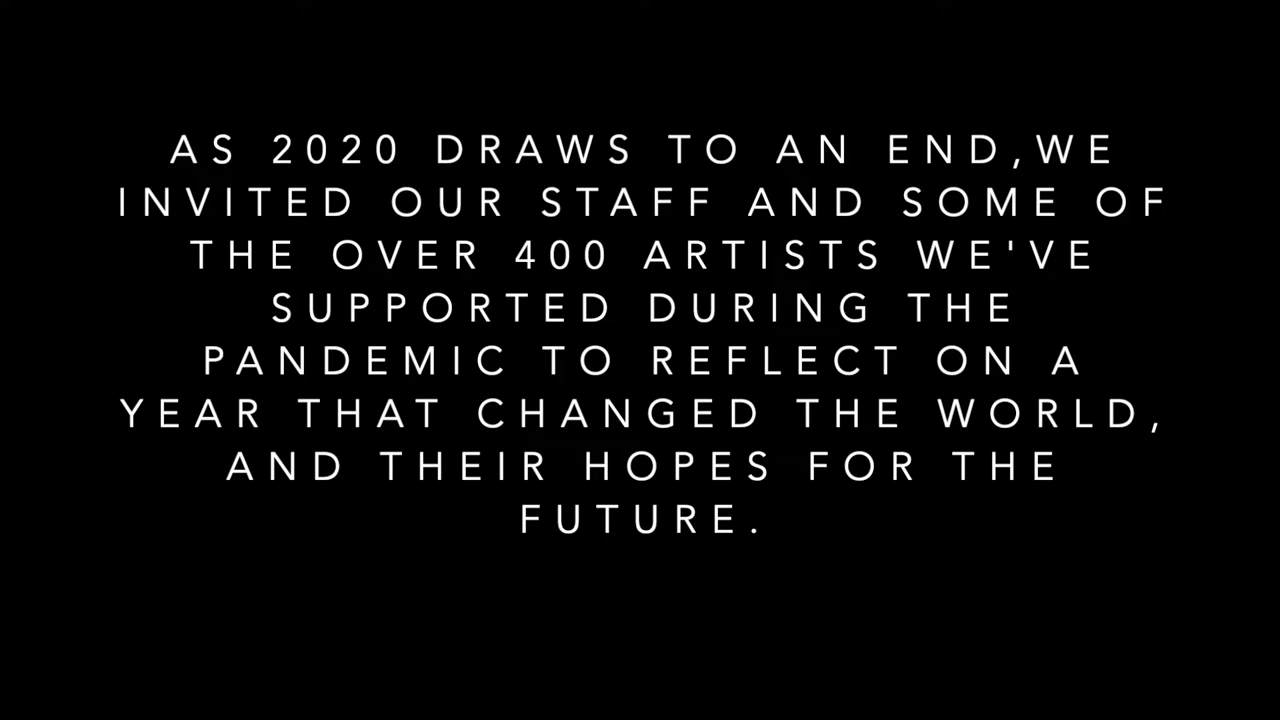 AS 2020 DRAWS TO AN END,WE
INVITED OUR STAFF AND SOME OF
THE OVER 400 ARTISTS WE'VE
SUPPORTED DURING THE
PANDEMIC TO REFLECT ON A
YEAR THAT CHANGED THE WORLD,
AND THEIR HOPES FOR THE
FUTURE.